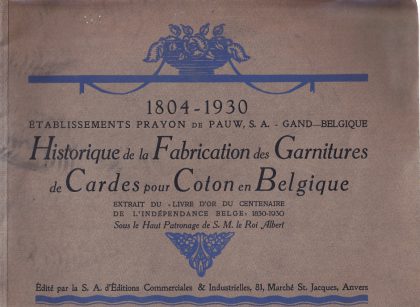 1804-1930
ÉTABLISSEMENTS PRAYON DE PAUW, S. A. - GAND—BELGIQUE
Historique de la Fabrication des Garnitures
de Cardes pour Coton en Belgique
EXTRAIT DU «LIVRE D'OR DU CENTENAIRE
DE L'INDÉPENDANCE BELGE» 1830-1930
Sous le Haut Patronage de S. M. le Roi Albert
Édité par la S. A. d'Éditions Commerciales & Industrielles, 81, Marché St. Jacques, Anvers